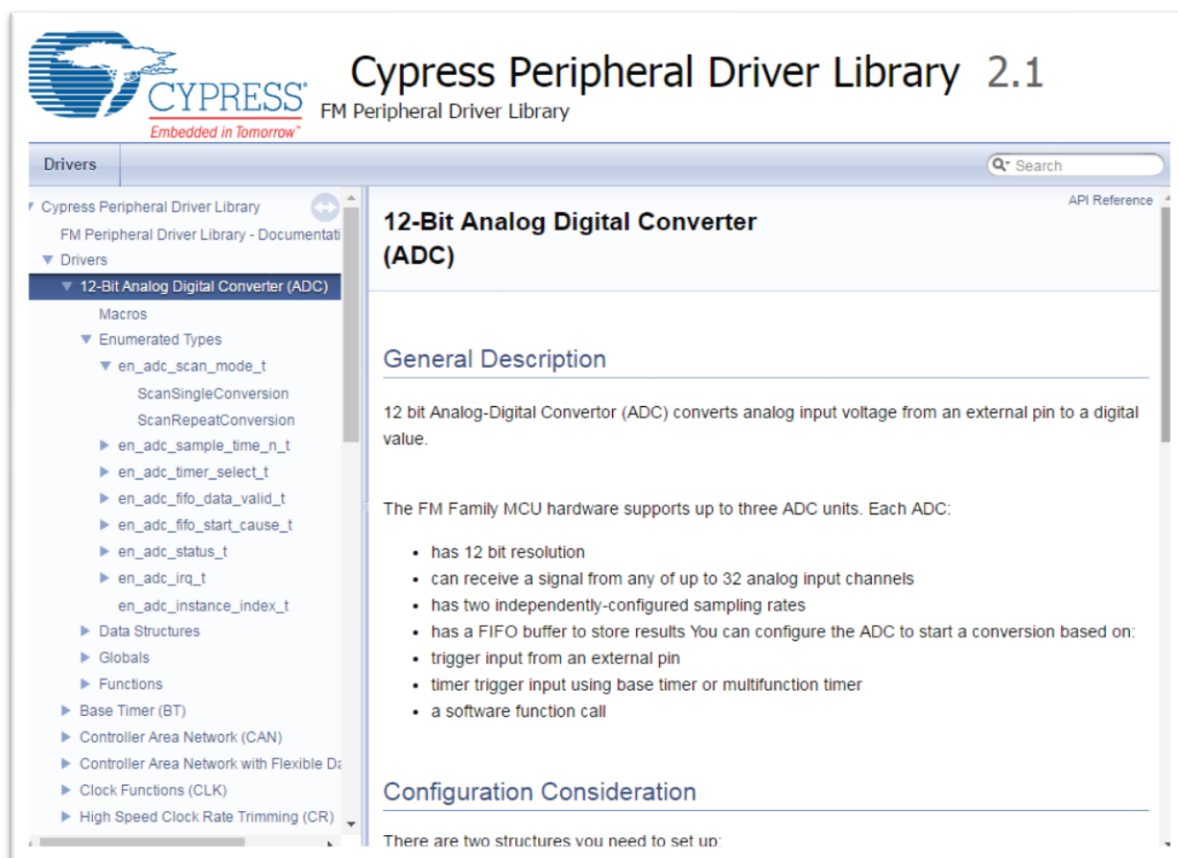 CYPRESS
Embedded in Tomorrow™
Cypress Peripheral Driver Library 2.1
FM Peripheral Driver Library
Drivers
Search
Cypress Peripheral Driver Library
FM Peripheral Driver Library - Documentati
Drivers
12-Bit Analog Digital Converter (ADC)
Macros
Enumerated Types
en_adc_scan_mode_t
ScanSingleConversion
ScanRepeatConversion
en_adc_sample_time_n_t
en_adc_timer_select_t
en_adc_fifo_data_valid_t
en_adc_fifo_start_cause_t
en_adc_status_t
en_adc_irq_t
en_adc_instance_index_t
Data Structures
Globals
Functions
Base Timer (BT)
Controller Area Network (CAN)
Controller Area Network with Flexible Da
Clock Functions (CLK)
High Speed Clock Rate Trimming (CR)
API Reference
12-Bit Analog Digital Converter
(ADC)
General Description
12 bit Analog-Digital Convertor (ADC) converts analog input voltage from an external pin to a digital
value.
The FM Family MCU hardware supports up to three ADC units. Each ADC:
• has 12 bit resolution
• can receive a signal from any of up to 32 analog input channels
• has two independently-configured sampling rates
• has a FIFO buffer to store results You can configure the ADC to start a conversion based on:
• trigger input from an external pin
• timer trigger input using base timer or multifunction timer
• a software function call
Configuration Consideration
There are two structures you need to set up: